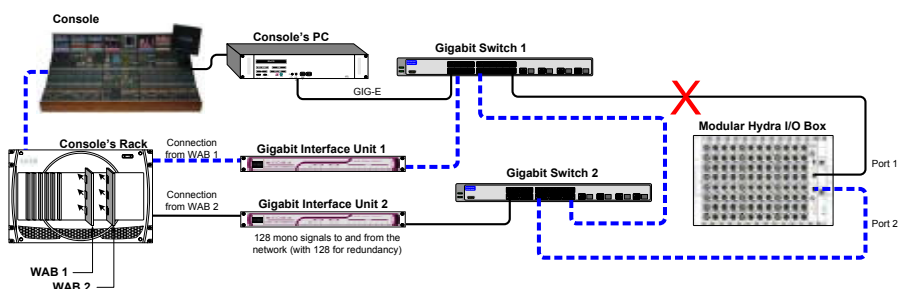 Console
Console's PC
Gigabit Switch 1
GIG-E
Modular Hydra I/O Box
Console's Rack
Connection
from WAB 1
Gigabit Interface Unit 1
Port 1
Gigabit Switch 2
Connection
from WAB 2
Gigabit Interface Unit 2
Port 2
128 mono signals to and from the
network (with 128 for redundancy)
WAB 1
WAB 2